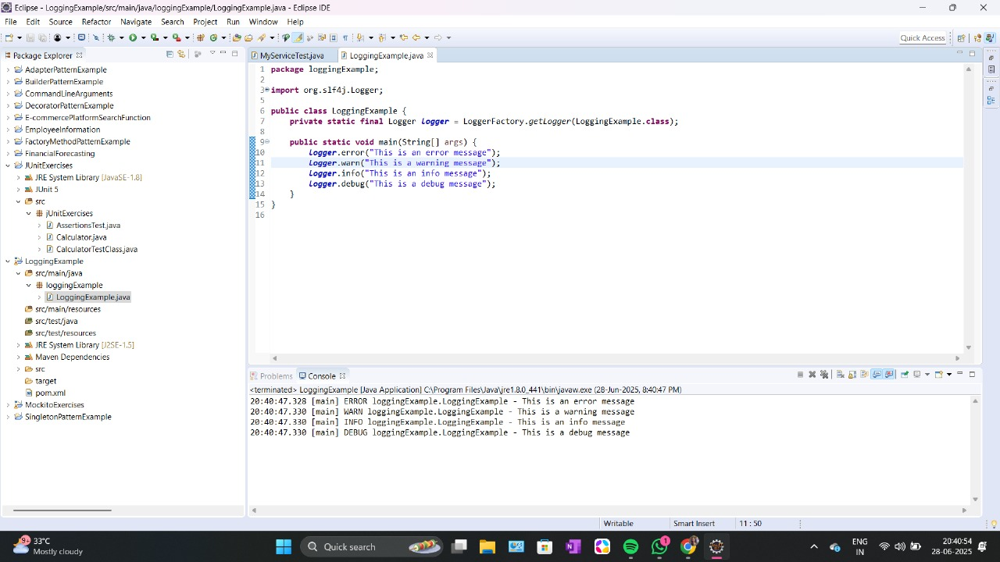 Eclipse - LoggingExample/src/main/java/loggingExample/LoggingExample.java - Eclipse IDE
File Edit Source Refactor Navigate Search Project Run Window Help
Quick Access
Package Explorer
AdapterPatternExample
BuilderPatternExample
CommandLineArguments
DecoratorPatternExample
E-commercePlatformSearchFunction
EmployeeInformation
FactoryMethodPatternExample
FinancialForecasting
JUnitExercises
JRE System Library [JavaSE-1.8]
JUnit 5
src
jUnitExercises
AssertionsTest.java
Calculator.java
CalculatorTestClass.java
LoggingExample
src/main/java
loggingExample
LoggingExample.java
src/main/resources
src/test/java
src/test/resources
JRE System Library [J2SE-1.5]
Maven Dependencies
src
target
pom.xml
MockitoExercises
SingletonPatternExample
MyServiceTest.java LoggingExample.java
1 package loggingExample;
2
3 import org.slf4j.Logger;
5
6 public class LoggingExample {
7 private static final Logger logger = LoggerFactory.getLogger(LoggingExample.class);
8
9 public static void main(String[] args) {
10 logger.error("This is an error message");
11 logger.warn("This is a warning message");
12 logger.info("This is an info message");
13 logger.debug("This is a debug message");
14 }
15 }
16
Problems Console
<terminated> LoggingExample [Java Application] C:\Program Files\Java\jre1.8.0_441\bin\javaw.exe (28-Jun-2025, 8:40:47 PM)
20:40:47.328 [main] ERROR loggingExample.LoggingExample - This is an error message
20:40:47.330 [main] WARN loggingExample.LoggingExample - This is a warning message
20:40:47.330 [main] INFO loggingExample.LoggingExample - This is an info message
20:40:47.330 [main] DEBUG loggingExample.LoggingExample - This is a debug message
Writable Smart Insert 11 : 50
9+ 33°C
Mostly cloudy
Quick search
1
ENG
IN
20:40:54
28-06-2025